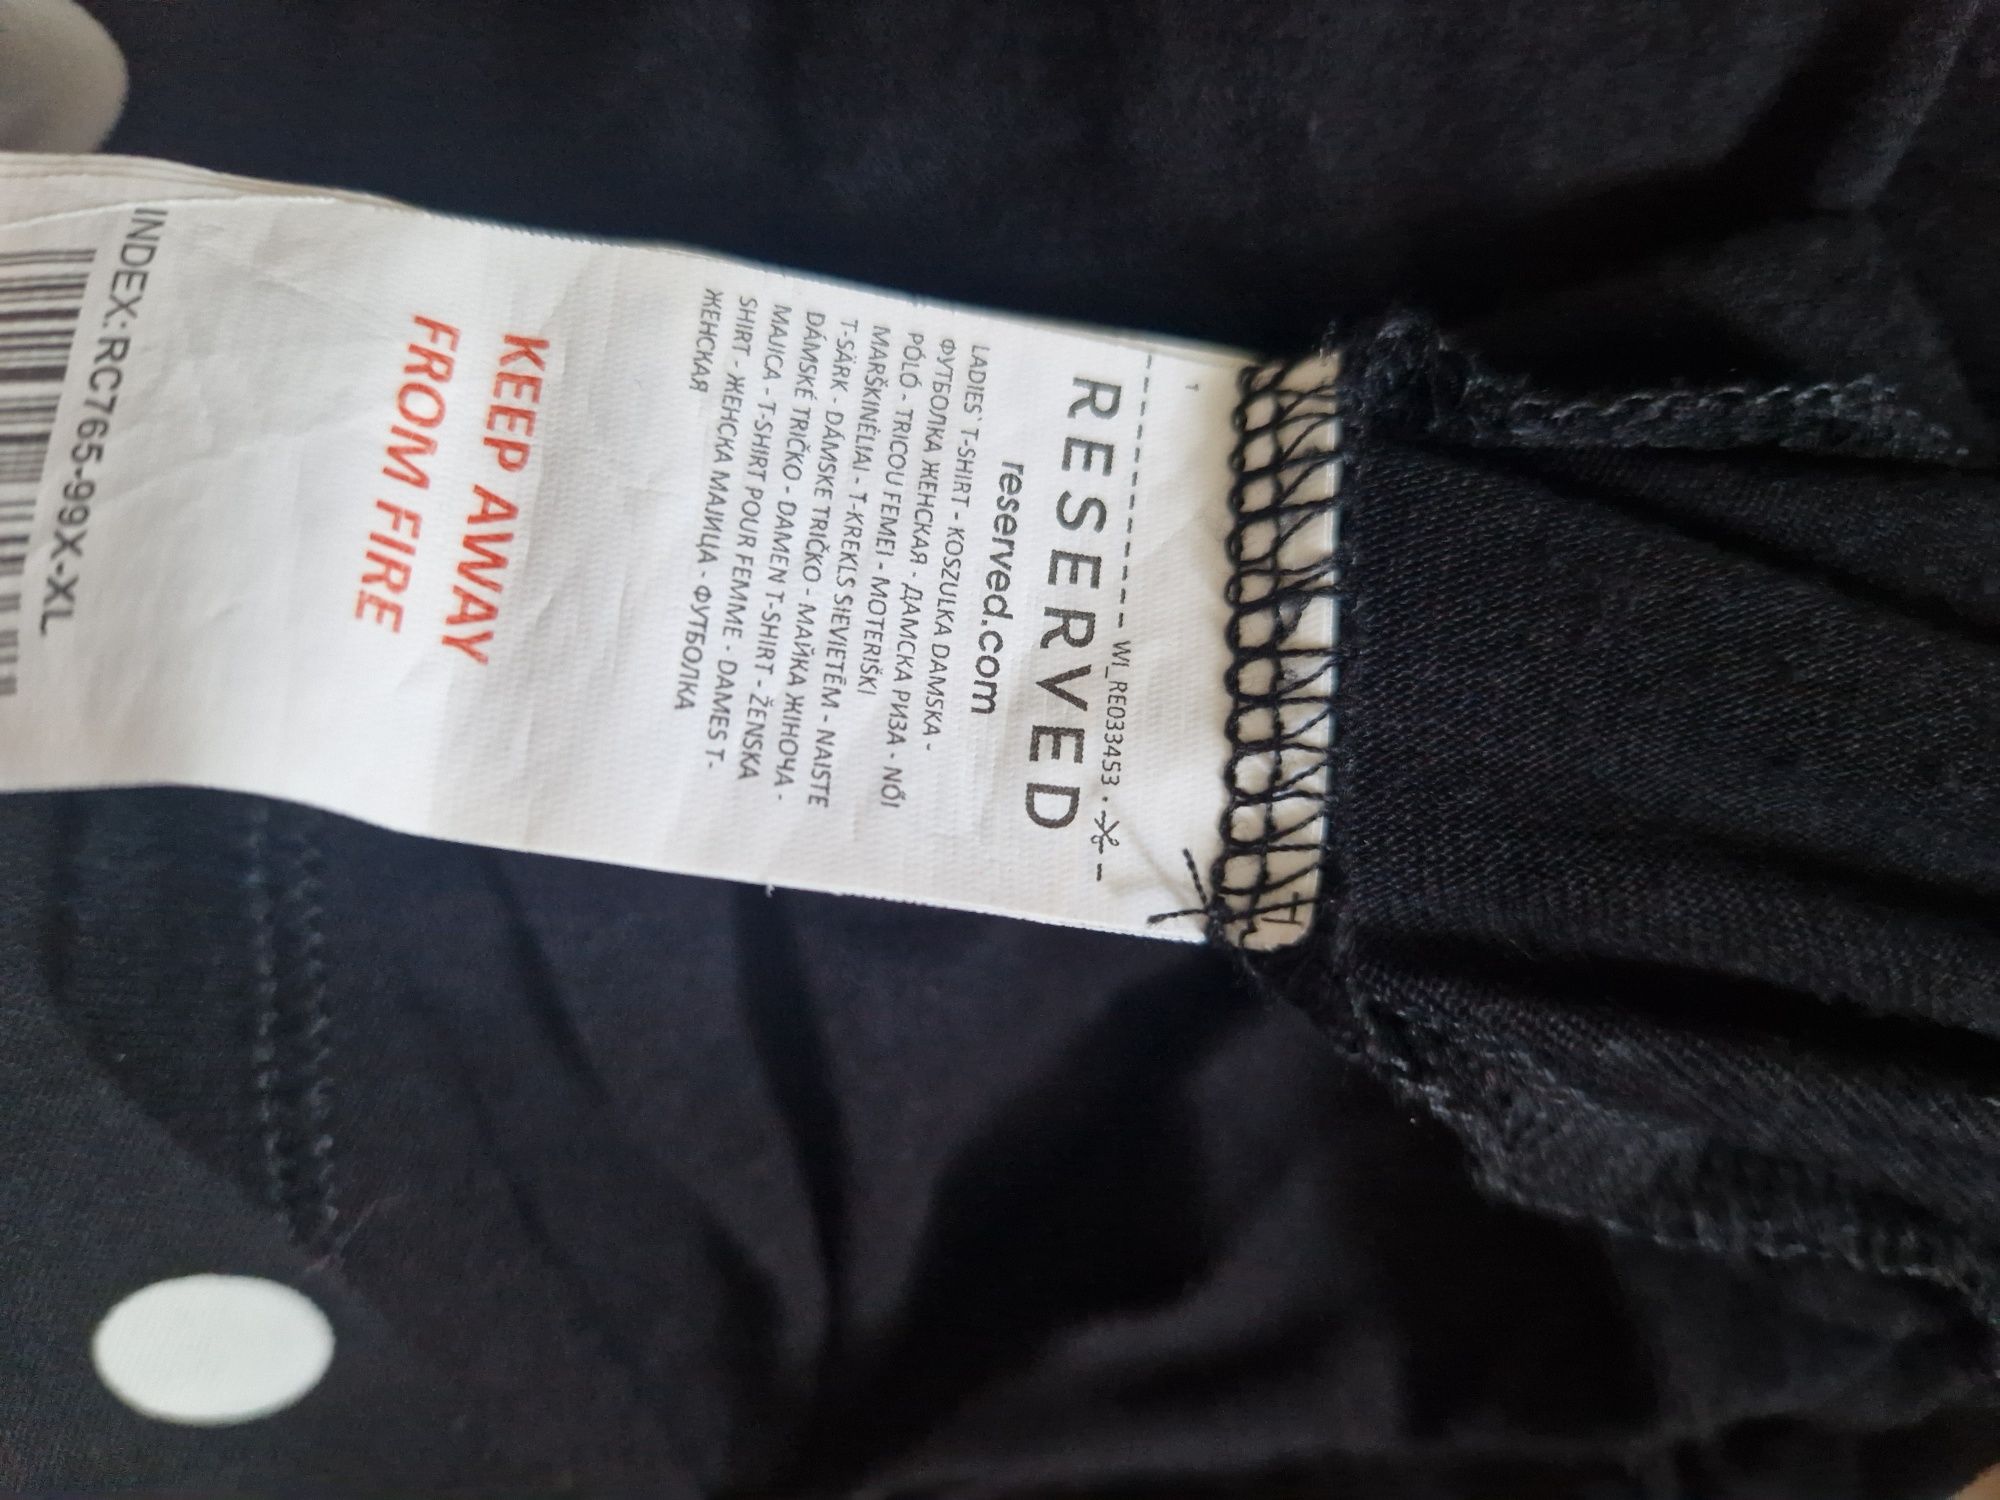 1
WI_RE033453
RESERVED
reserved.com
LADIES` T-SHIRT - KOSZULKA DAMSKA -
ФУТБОЛКА ЖЕНСКАЯ - ДАМСКА РИЗА - NŐI
PÓLÓ - TRICOU FEMEI - MOTERIŠKI
MARŠKINĖLIAI - T-KREKLS SIEVIETĒM - NAISTE
T-SÄRK - DÁMSKE TRIČKO - МАЙКА ЖІНОЧА -
DÁMSKÉ TRIČKO - DAMEN T-SHIRT - ŽENSKA
MAJICA - T-SHIRT POUR FEMME - DAMES T-
SHIRT - ЖЕНСКА МАЈИЦА - ФУТБОЛКА
ЖЕНСКАЯ
KEEP AWAY
FROM FIRE
INDEX:RC765-99X-XL